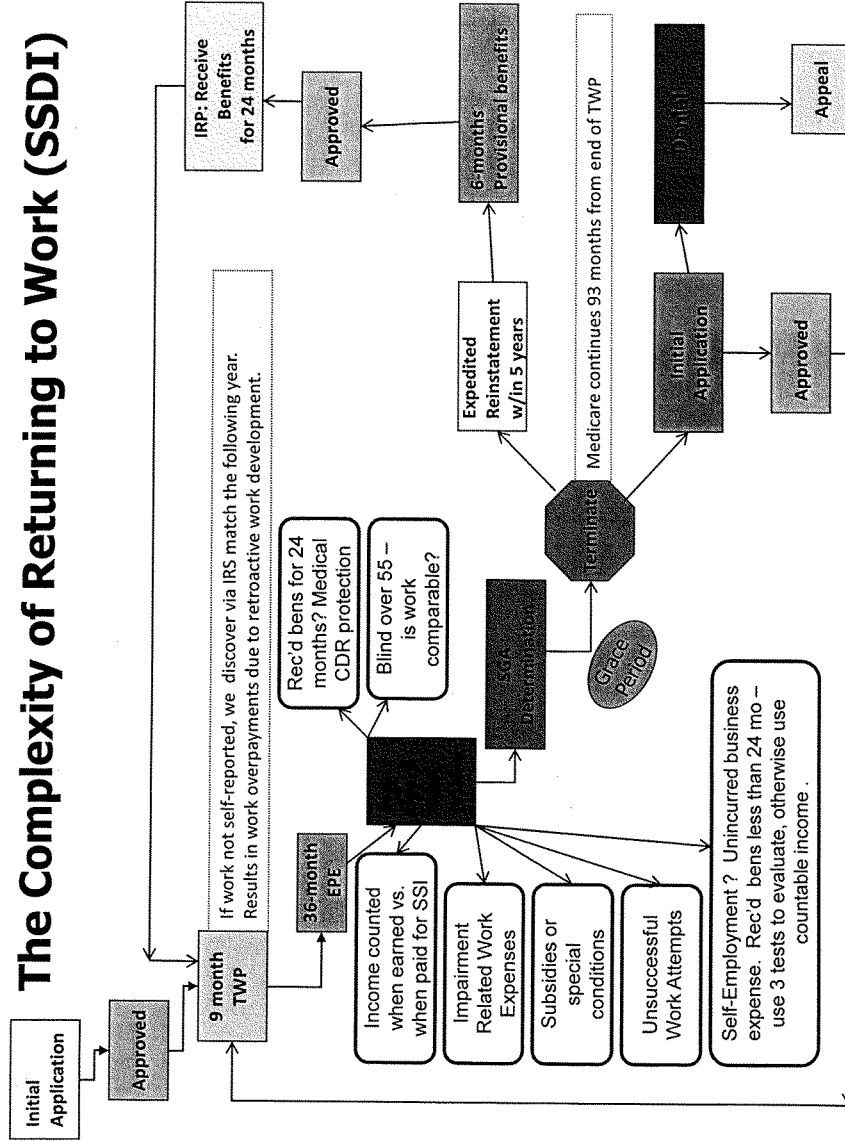 The Complexity of Returning to Work (SSDI)
Initial
Application
Approved
9 month
TWP
If work not self-reported, we discover via IRS match the following year.
Results in work overpayments due to retroactive work development.
IRP: Receive
Benefits
for 24 months
Approved
6-months'
Provisional benefits
Expedited
Reinstatement
w/in 5 years
36-month
EPE
Rec'd bens for 24
months? Medical
CDR protection
Blind over 55 –
is work
comparable?
Income counted
when earned vs.
when paid for SSI
Impairment
Related Work
Expenses
Subsidies or
special
conditions
Unsuccessful
Work Attempts
Self-Employment ? Unincurred business
expense. Rec'd bens less than 24 mo –
use 3 tests to evaluate, otherwise use
countable income .
SGA
Determination
Grace
Period
Terminate
Medicare continues 93 months from end of TWP
Initial
Application
Approved
Appeal